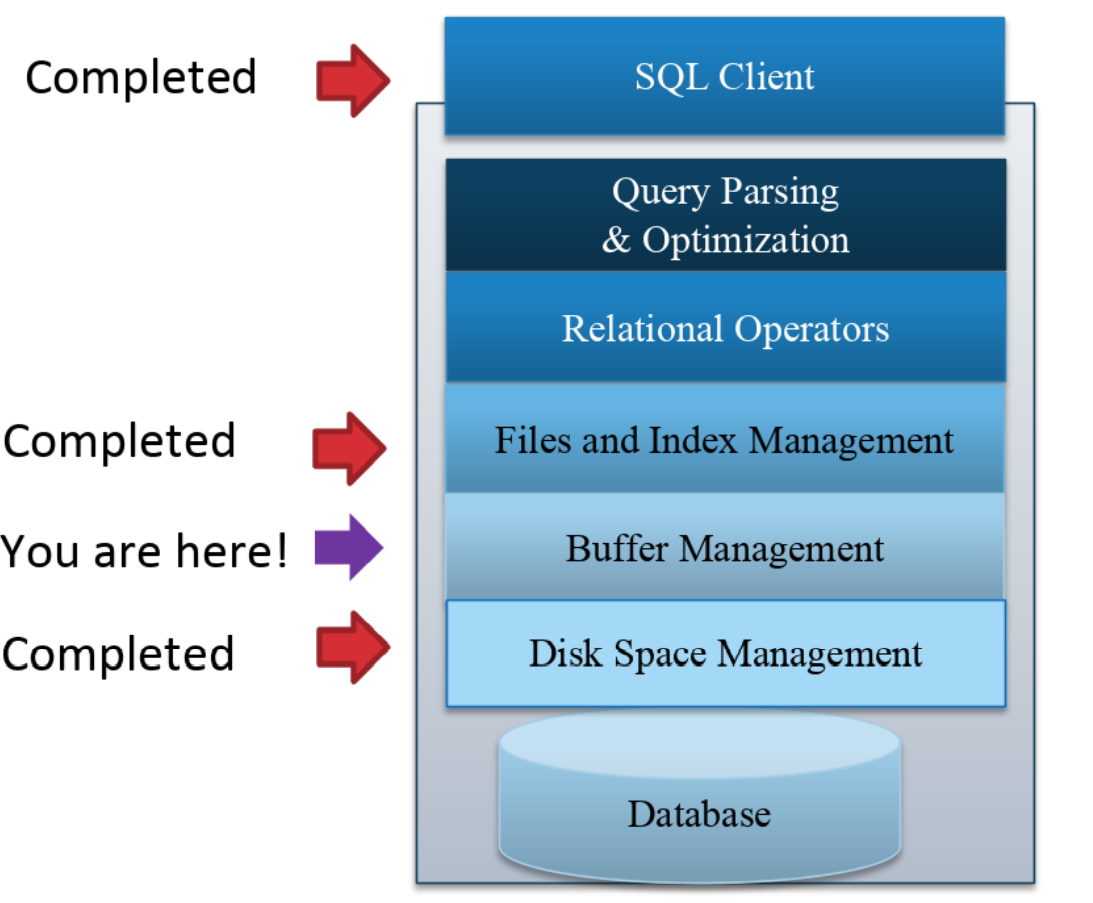 Completed
SQL Client
Query Parsing
& Optimization
Relational Operators
Completed
Files and Index Management
You are here!
Buffer Management
Completed
Disk Space Management
Database